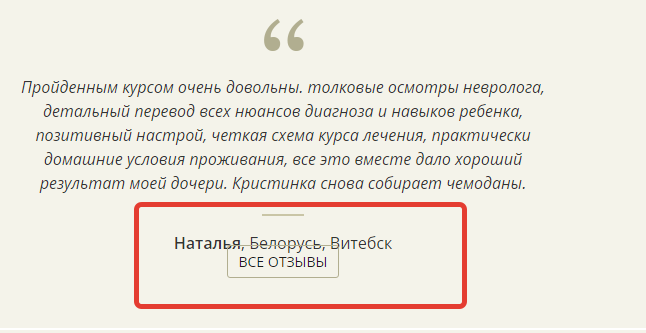 “
Пройденным курсом очень довольны. толковые осмотры невролога,
детальный перевод всех нюансов диагноза и навыков ребенка,
позитивный настрой, четкая схема курса лечения, практически
домашние условия проживания, все это вместе дало хороший
результат моей дочери. Кристинка снова собирает чемоданы.
Наталья, Белорусь, Витебск
ВСЕ ОТЗЫВЫ